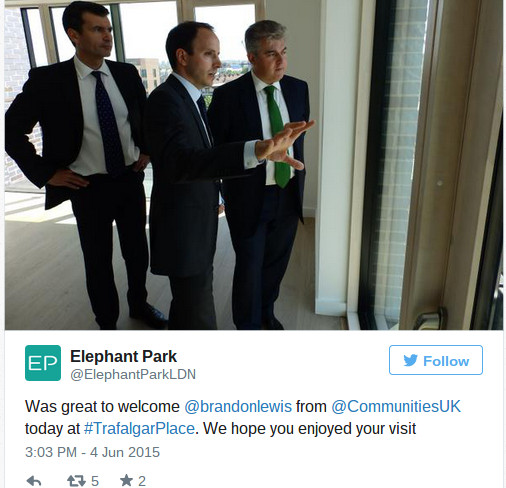 EP
Elephant Park
@ElephantParkLDN
Follow
Was great to welcome @brandonlewis from @CommunitiesUK
today at #TrafalgarPlace. We hope you enjoyed your visit
3:03 PM - 4 Jun 2015
5
2